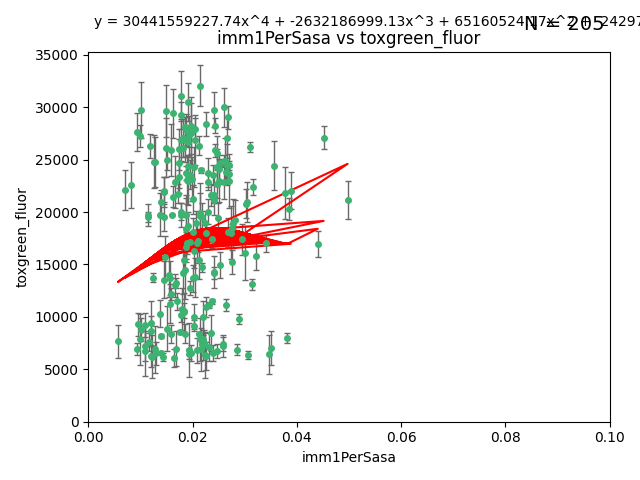 y = 30441559227.74x^4 + -2632186999.13x^3 +
N = 205
imm1PerSasa vs toxgreen_fluor
35000
30000
25000
20000
15000
10000
5000
0
toxgreen_fluor
0.00 0.02 0.04 0.06 0.08 0.10
imm1PerSasa